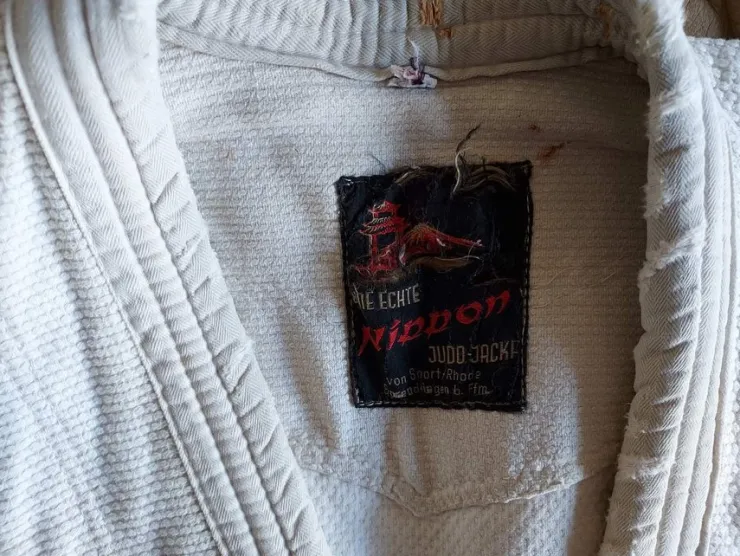 DIE ECHTE
Nippon
JUDO-JACKE
von Sport-Rhode
b. Ffm.